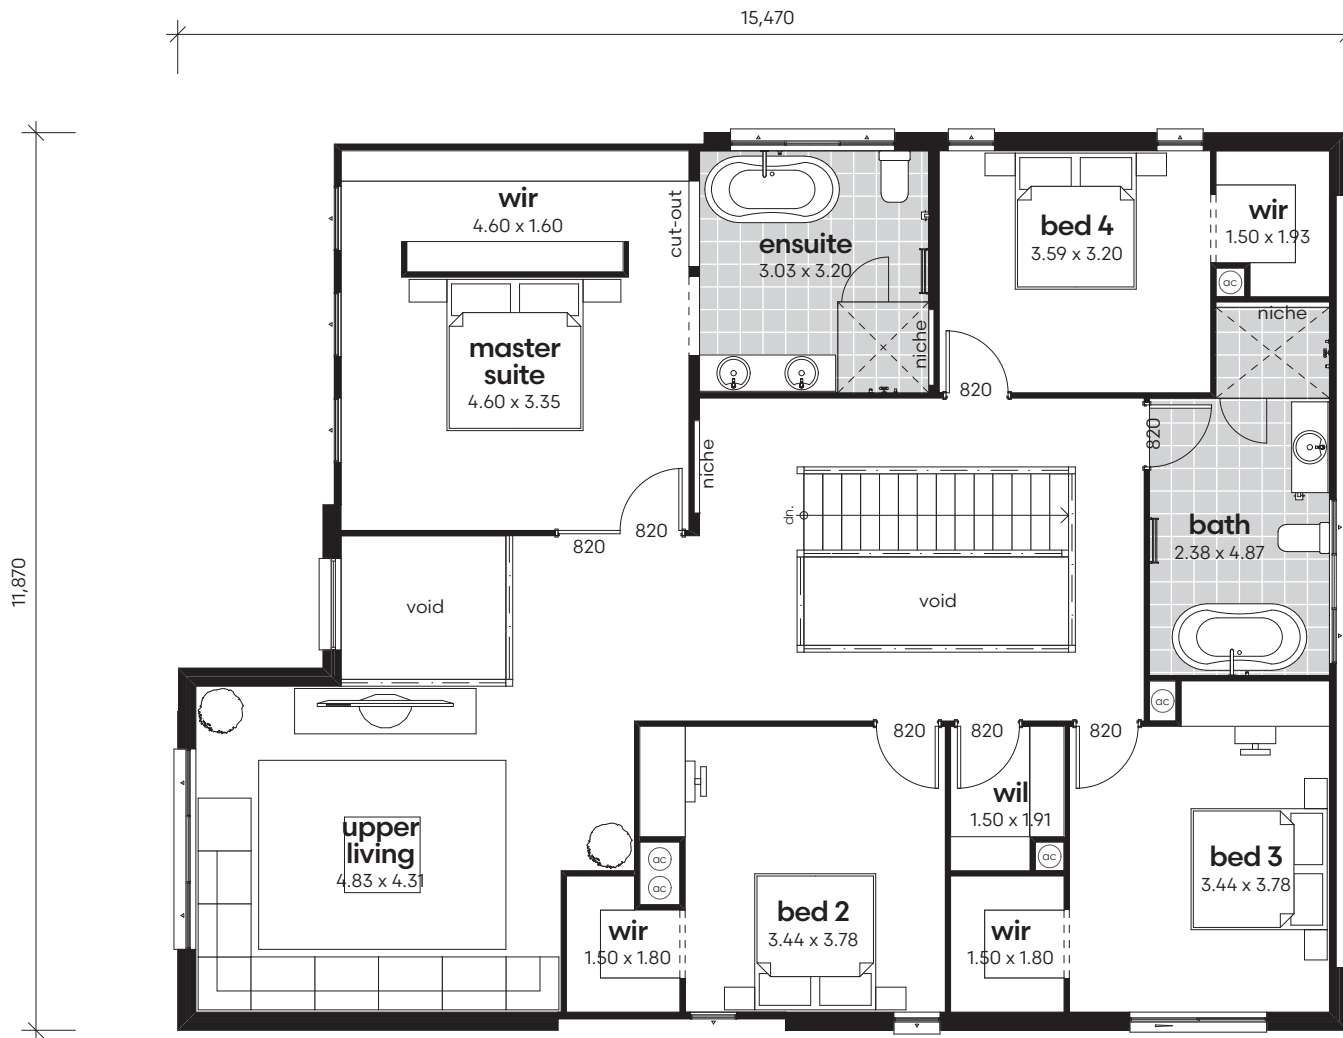 15,470
11,870
wir
4.60 x 1.60
cut-out
ensuite
3.03 x 3.20
niche
bed 4
3.59 x 3.20
wir
1.50 x 1.93
ac
niche
master
suite
4.60 x 3.35
820
820
niche
820
820
dn.
bath
2.38 x 4.87
void
void
ac
820
820
820
upper
living
4.83 x 4.31
ac
ac
wir
1.50 x 1.80
bed 2
3.44 x 3.78
wil
1.50 x 1.91
ac
wir
1.50 x 1.80
bed 3
3.44 x 3.78